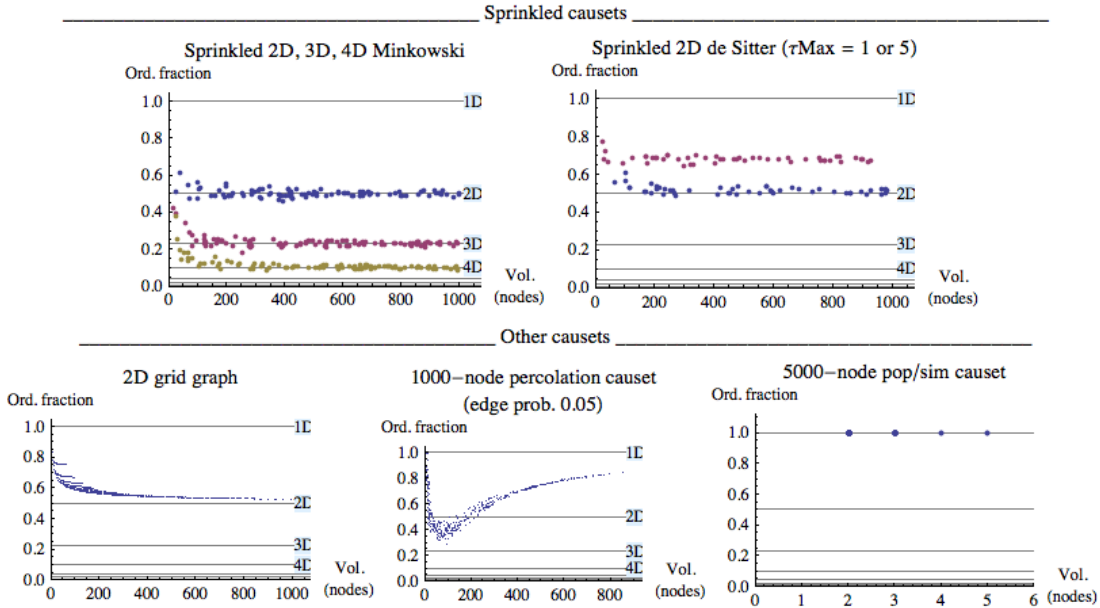 Sprinkled causets
Sprinkled 2D, 3D, 4D Minkowski
Ord. fraction
1.0
0.8
0.6
0.4
0.2
0.0
0 200 400 600 800 1000
1D
2D
3D
4D
Vol.
(nodes)
Sprinkled 2D de Sitter (τMax = 1 or 5)
Ord. fraction
1.0
0.8
0.6
0.4
0.2
0.0
0 200 400 600 800 1000
1D
2D
3D
4D
Vol.
(nodes)
Other causets
2D grid graph
Ord. fraction
1.0
0.8
0.6
0.4
0.2
0.0
0 200 400 600 800 1000
1D
2D
3D
4D
Vol.
(nodes)
1000−node percolation causet
(edge prob. 0.05)
Ord. fraction
1.0
0.8
0.6
0.4
0.2
0.0
0 200 400 600 800
1D
2D
3D
4D
Vol.
(nodes)
5000−node pop/sim causet
Ord. fraction
1.0
0.8
0.6
0.4
0.2
0.0
0 1 2 3 4 5 6
Vol.
(nodes)